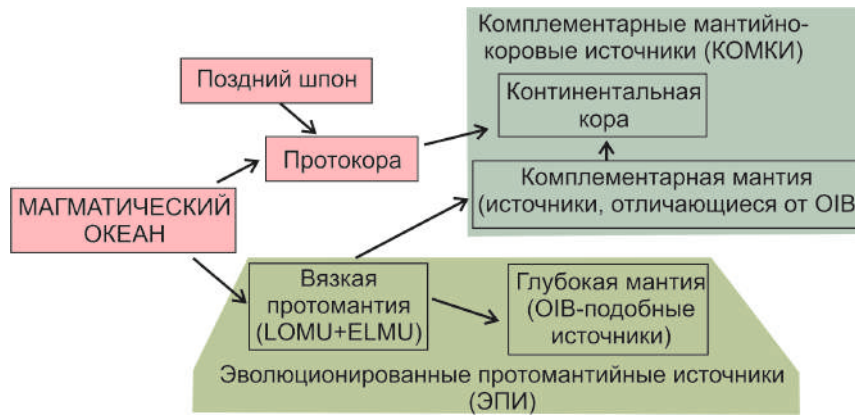 Комплементарные мантийно-
коровые источники (КОМКИ)
Поздний шпон
Континентальная
кора
Протокора
Комплементарная мантия
(источники, отличающиеся от OIB
МАГМАТИЧЕСКИЙ
ОКЕАН
Вязкая
протомантия
(LOMU+ELMU)
Глубокая мантия
(OIB-подобные
источники)
Эволюционированные протомантийные источники
(ЭПИ)